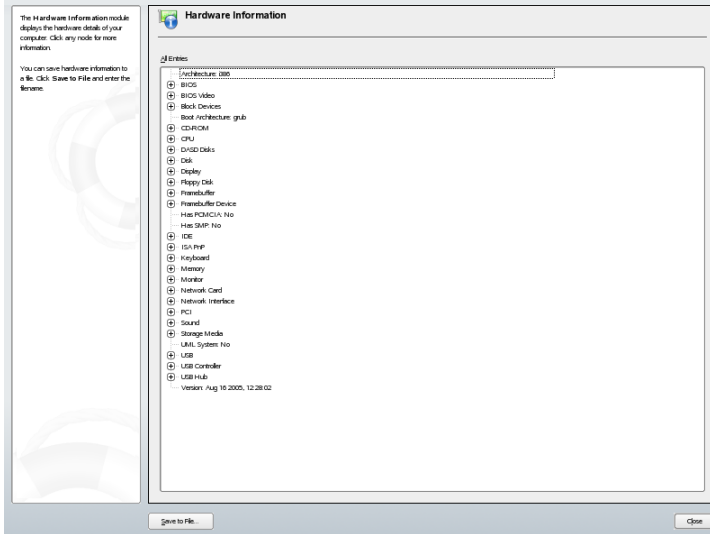 The Hardware Information module
displays the hardware details of your
computer. Click any node for more
information.
You can save hardware information to
a file. Click Save to File and enter the
filename.
Hardware Information
All Entries
Architecture: i386
BIOS
BIOS Video
Block Devices
Boot Architecture: grub
CD-ROM
CPU
DASD Disks
Disk
Display
Floppy Disk
Framebuffer
Framebuffer Device
Has PCMCIA: No
Has SMP: No
IDE
ISA PnP
Keyboard
Memory
Monitor
Network Card
Network Interface
PCI
Sound
Storage Media
UML System: No
USB
USB Controller
USB Hub
Version: Aug 16 2005, 12:28:02
Save to File...
Close